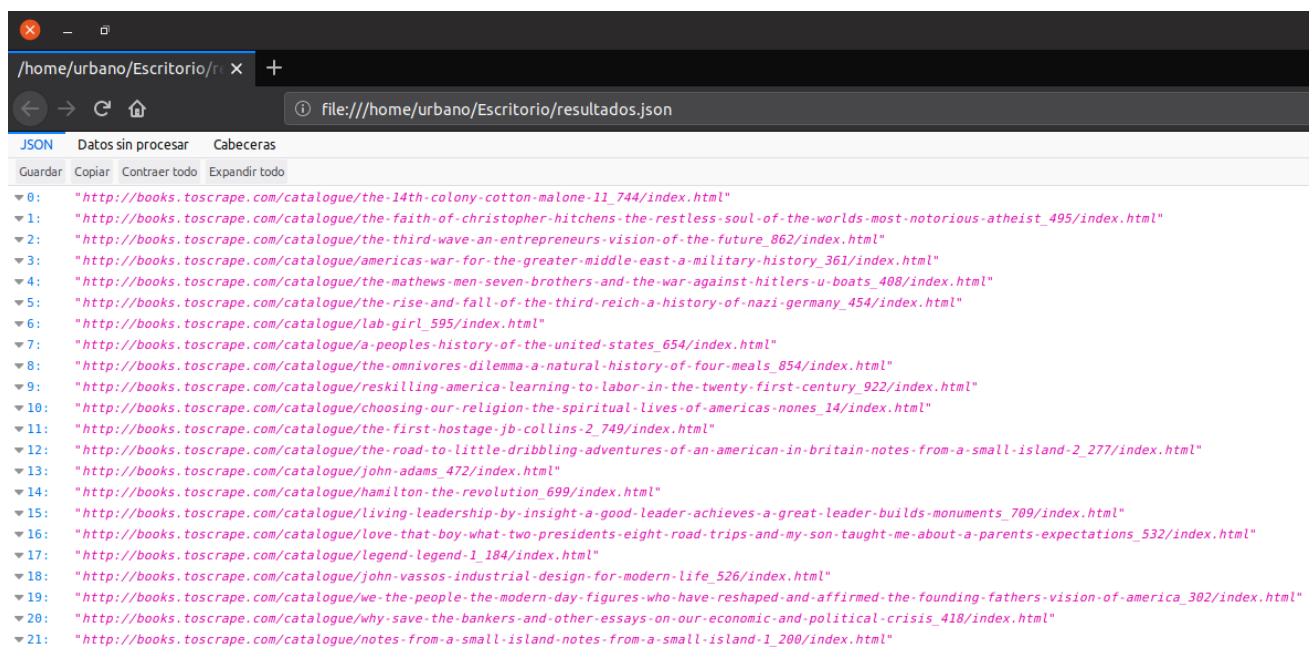 /home/urbano/Escritorio/re
file:///home/urbano/Escritorio/resultados.json
JSON Datos sin procesar Cabeceras
Guardar Copiar Contraer todo Expandir todo
0: "http://books.toscrape.com/catalogue/the-14th-colony-cotton-malone-11_744/index.html"
1: "http://books.toscrape.com/catalogue/the-faith-of-christopher-hitchens-the-restless-soul-of-the-worlds-most-notorious-atheist_495/index.html"
2: "http://books.toscrape.com/catalogue/the-third-wave-an-entrepreneurs-vision-of-the-future_862/index.html"
3: "http://books.toscrape.com/catalogue/americas-war-for-the-greater-middle-east-a-military-history_361/index.html"
4: "http://books.toscrape.com/catalogue/the-mathews-men-seven-brothers-and-the-war-against-hitlers-u-boats_408/index.html"
5: "http://books.toscrape.com/catalogue/the-rise-and-fall-of-the-third-reich-a-history-of-nazi-germany_454/index.html"
6: "http://books.toscrape.com/catalogue/lab-girl_595/index.html"
7: "http://books.toscrape.com/catalogue/a-peoples-history-of-the-united-states_654/index.html"
8: "http://books.toscrape.com/catalogue/the-omnivores-dilemma-a-natural-history-of-four-meals_854/index.html"
9: "http://books.toscrape.com/catalogue/reskilling-america-learning-to-labor-in-the-twenty-first-century_922/index.html"
10: "http://books.toscrape.com/catalogue/choosing-our-religion-the-spiritual-lives-of-americas-nones_14/index.html"
11: "http://books.toscrape.com/catalogue/the-first-hostage-jb-collins-2_749/index.html"
12: "http://books.toscrape.com/catalogue/the-road-to-little-dribbling-adventures-of-an-american-in-britain-notes-from-a-small-island-2_277/index.html"
13: "http://books.toscrape.com/catalogue/john-adams_472/index.html"
14: "http://books.toscrape.com/catalogue/hamilton-the-revolution_699/index.html"
15: "http://books.toscrape.com/catalogue/living-leadership-by-insight-a-good-leader-achieves-a-great-leader-builds-monuments_709/index.html"
16: "http://books.toscrape.com/catalogue/love-that-boy-what-two-presidents-eight-road-trips-and-my-son-taught-me-about-a-parents-expectations_532/index.html"
17: "http://books.toscrape.com/catalogue/legend-legend-1_184/index.html"
18: "http://books.toscrape.com/catalogue/john-vassos-industrial-design-for-modern-life_526/index.html"
19: "http://books.toscrape.com/catalogue/we-the-people-the-modern-day-figures-who-have-reshaped-and-affirmed-the-founding-fathers-vision-of-america_302/index.html"
20: "http://books.toscrape.com/catalogue/why-save-the-bankers-and-other-essays-on-our-economic-and-political-crisis_418/index.html"
21: "http://books.toscrape.com/catalogue/notes-from-a-small-island-notes-from-a-small-island-1_200/index.html"